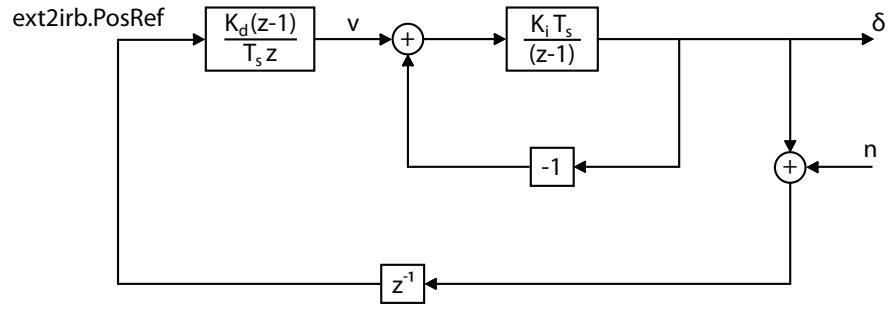 ext2irb.PosRef
K_d(z-1)
T_s z
v
+
K_i T_s
(z-1)
δ
-1
+
n
z^-1